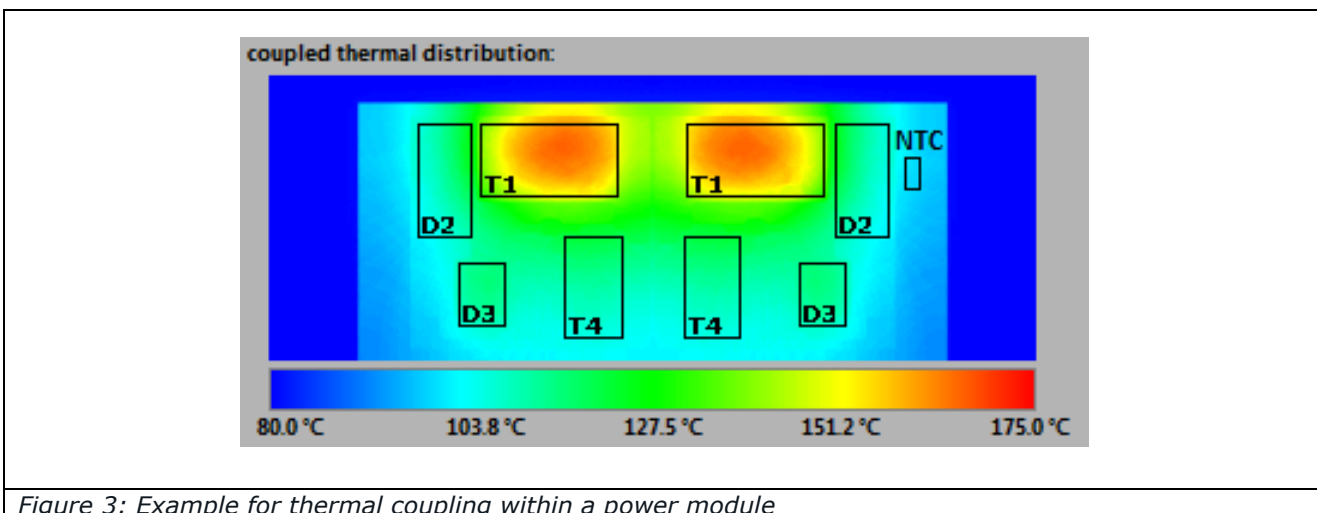 coupled thermal distribution:
NTC
T1 T1
D2 D2
D3 T4 T4 D3
80.0 °C 103.8 °C 127.5 °C 151.2 °C 175.0 °C
Figure 3: Example for thermal coupling within a power module